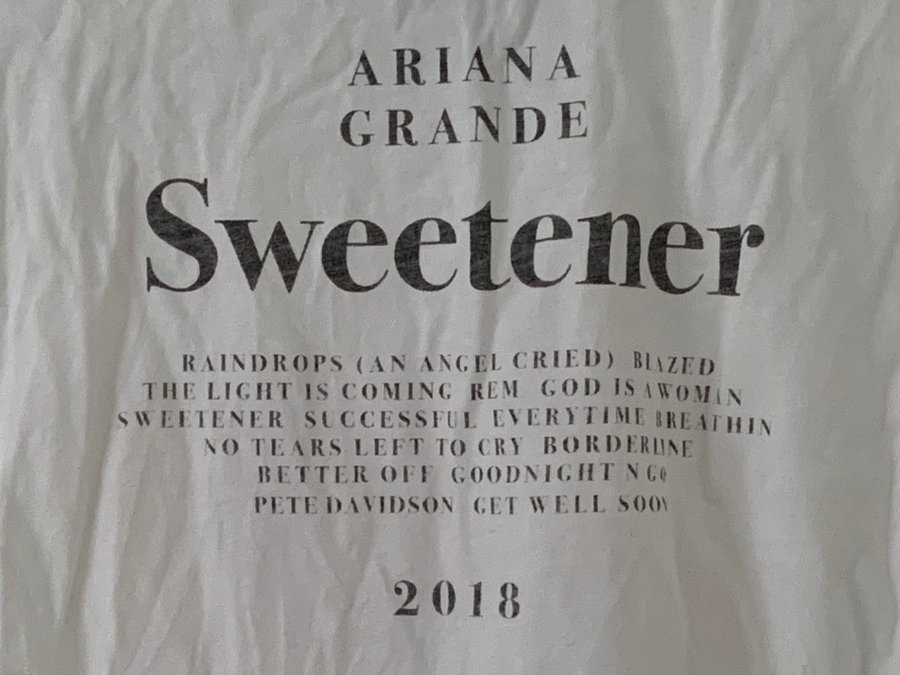 ARIANA
GRANDE
Sweetener
RAINDROPS (AN ANGEL CRIED) BLAZED
THE LIGHT IS COMING REM GOD IS A WOMAN
SWEETENER SUCCESSFUL EVERYTIME BREATHIN
NO TEARS LEFT TO CRY BORDERLINE
BETTER OFF GOODNIGHT N GO
PETE DAVIDSON GET WELL SOON
2018